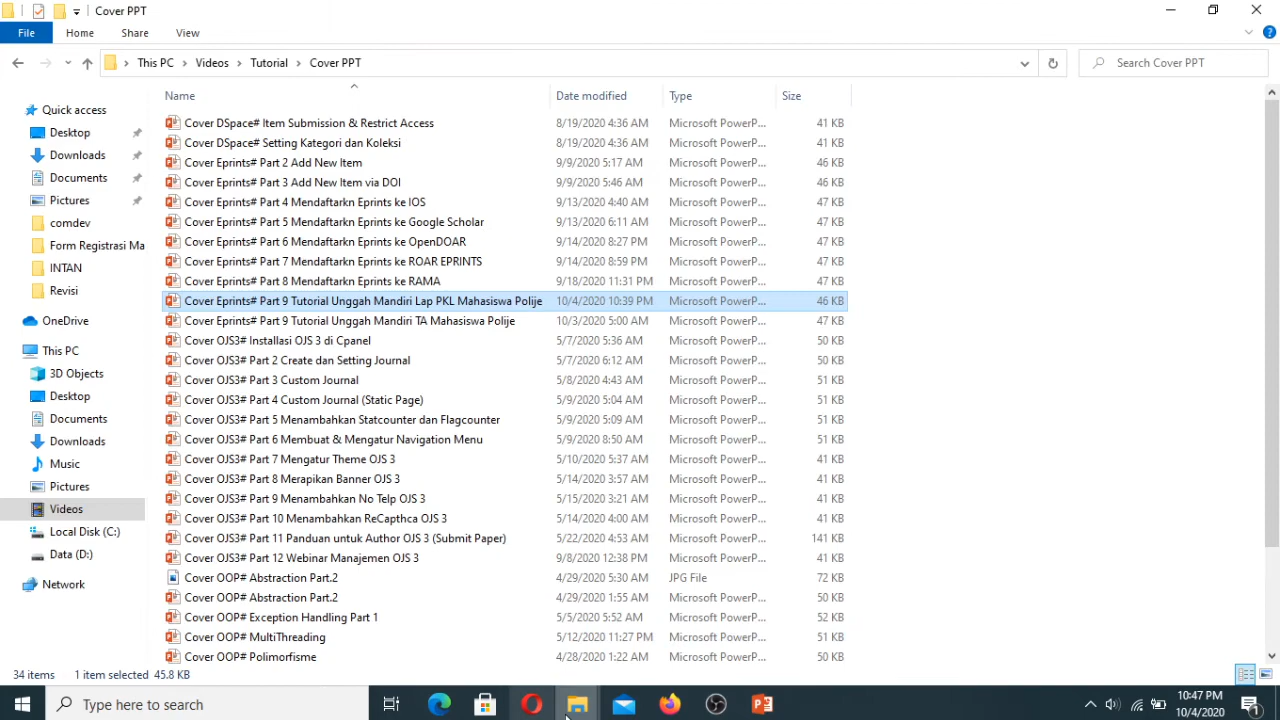 Cover PPT
File Home Share View
This PC Videos Tutorial Cover PPT Search Cover PPT
Name Date modified Type Size
Quick access
Desktop
Downloads
Documents
Pictures
comdev
Form Registrasi Ma
INTAN
Revisi
OneDrive
This PC
3D Objects
Desktop
Documents
Downloads
Music
Pictures
Videos
Local Disk (C:)
Data (D:)
Network
Cover DSpace# Item Submission & Restrict Access 8/19/2020 4:36 AM Microsoft PowerP... 41 KB
Cover DSpace# Setting Kategori dan Koleksi 8/19/2020 4:36 AM Microsoft PowerP... 41 KB
Cover Eprints# Part 2 Add New Item 9/9/2020 5:17 AM Microsoft PowerP... 46 KB
Cover Eprints# Part 3 Add New Item via DOI 9/9/2020 5:46 AM Microsoft PowerP... 46 KB
Cover Eprints# Part 4 Mendaftarkn Eprints ke IOS 9/13/2020 4:40 AM Microsoft PowerP... 47 KB
Cover Eprints# Part 5 Mendaftarkn Eprints ke Google Scholar 9/13/2020 6:11 AM Microsoft PowerP... 47 KB
Cover Eprints# Part 6 Mendaftarkn Eprints ke OpenDOAR 9/14/2020 8:27 PM Microsoft PowerP... 47 KB
Cover Eprints# Part 7 Mendaftarkn Eprints ke ROAR EPRINTS 9/14/2020 8:59 PM Microsoft PowerP... 47 KB
Cover Eprints# Part 8 Mendaftarkn Eprints ke RAMA 9/18/2020 11:31 PM Microsoft PowerP... 47 KB
Cover Eprints# Part 9 Tutorial Unggah Mandiri Lap PKL Mahasiswa Polije 10/4/2020 10:39 PM Microsoft PowerP... 46 KB
Cover Eprints# Part 9 Tutorial Unggah Mandiri TA Mahasiswa Polije 10/3/2020 5:00 AM Microsoft PowerP... 47 KB
Cover OJS3# Installasi OJS 3 di Cpanel 5/7/2020 5:36 AM Microsoft PowerP... 50 KB
Cover OJS3# Part 2 Create dan Setting Journal 5/7/2020 6:12 AM Microsoft PowerP... 50 KB
Cover OJS3# Part 3 Custom Journal 5/8/2020 4:43 AM Microsoft PowerP... 51 KB
Cover OJS3# Part 4 Custom Journal (Static Page) 5/9/2020 5:04 AM Microsoft PowerP... 51 KB
Cover OJS3# Part 5 Menambahkan Statcounter dan Flagcounter 5/9/2020 5:09 AM Microsoft PowerP... 51 KB
Cover OJS3# Part 6 Membuat & Mengatur Navigation Menu 5/9/2020 8:50 AM Microsoft PowerP... 51 KB
Cover OJS3# Part 7 Mengatur Theme OJS 3 5/10/2020 5:37 AM Microsoft PowerP... 41 KB
Cover OJS3# Part 8 Merapikan Banner OJS 3 5/14/2020 3:57 AM Microsoft PowerP... 41 KB
Cover OJS3# Part 9 Menambahkan No Telp OJS 3 5/15/2020 3:21 AM Microsoft PowerP... 41 KB
Cover OJS3# Part 10 Menambahkan ReCapthca OJS 3 5/14/2020 4:00 AM Microsoft PowerP... 41 KB
Cover OJS3# Part 11 Panduan untuk Author OJS 3 (Submit Paper) 5/22/2020 4:53 AM Microsoft PowerP... 141 KB
Cover OJS3# Part 12 Webinar Manajemen OJS 3 9/8/2020 12:38 PM Microsoft PowerP... 41 KB
Cover OOP# Abstraction Part.2 4/29/2020 5:30 AM JPG File 72 KB
Cover OOP# Abstraction Part.2 4/29/2020 1:55 AM Microsoft PowerP... 50 KB
Cover OOP# Exception Handling Part 1 5/5/2020 5:52 AM Microsoft PowerP... 52 KB
Cover OOP# MultiThreading 5/12/2020 11:27 PM Microsoft PowerP... 51 KB
Cover OOP# Polimorfisme 4/28/2020 1:22 AM Microsoft PowerP... 50 KB
34 items 1 item selected 45.8 KB
Type here to search
10:47 PM
10/4/2020
1